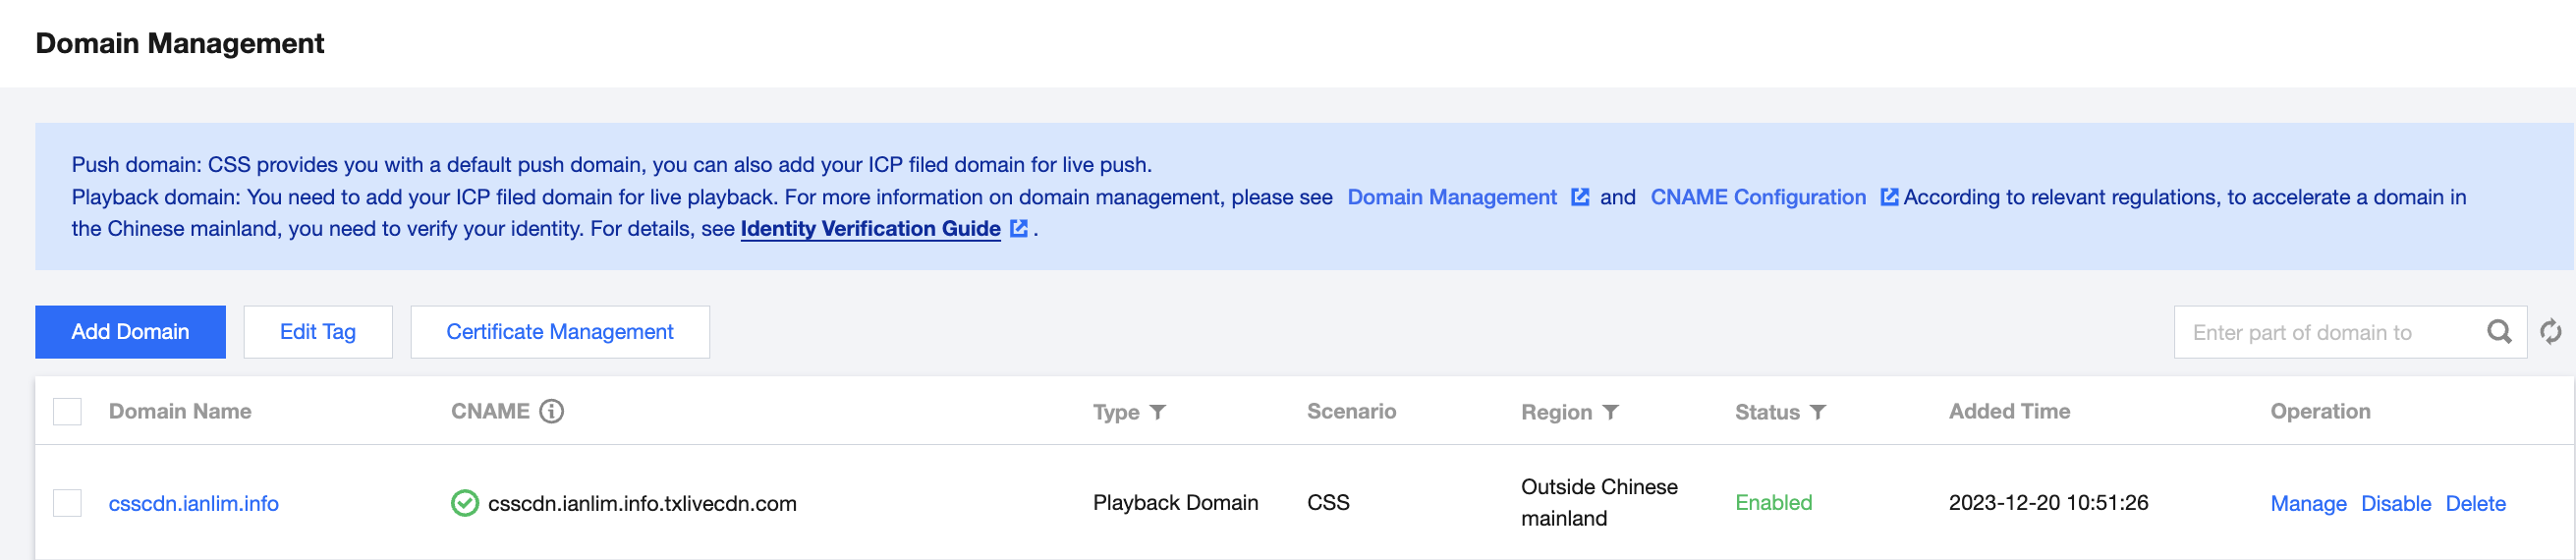 Domain Management
Push domain: CSS provides you with a default push domain, you can also add your ICP filed domain for live push.
Playback domain: You need to add your ICP filed domain for live playback. For more information on domain management, please see Domain Management and CNAME Configuration According to relevant regulations, to accelerate a domain in
the Chinese mainland, you need to verify your identity. For details, see Identity Verification Guide .
Add Domain Edit Tag Certificate Management Enter part of domain to
Domain Name CNAME Type Scenario Region Status Added Time Operation
csscdn.ianlim.info csscdn.ianlim.info.txlivecdn.com Playback Domain CSS Outside Chinese mainland Enabled 2023-12-20 10:51:26 Manage Disable Delete